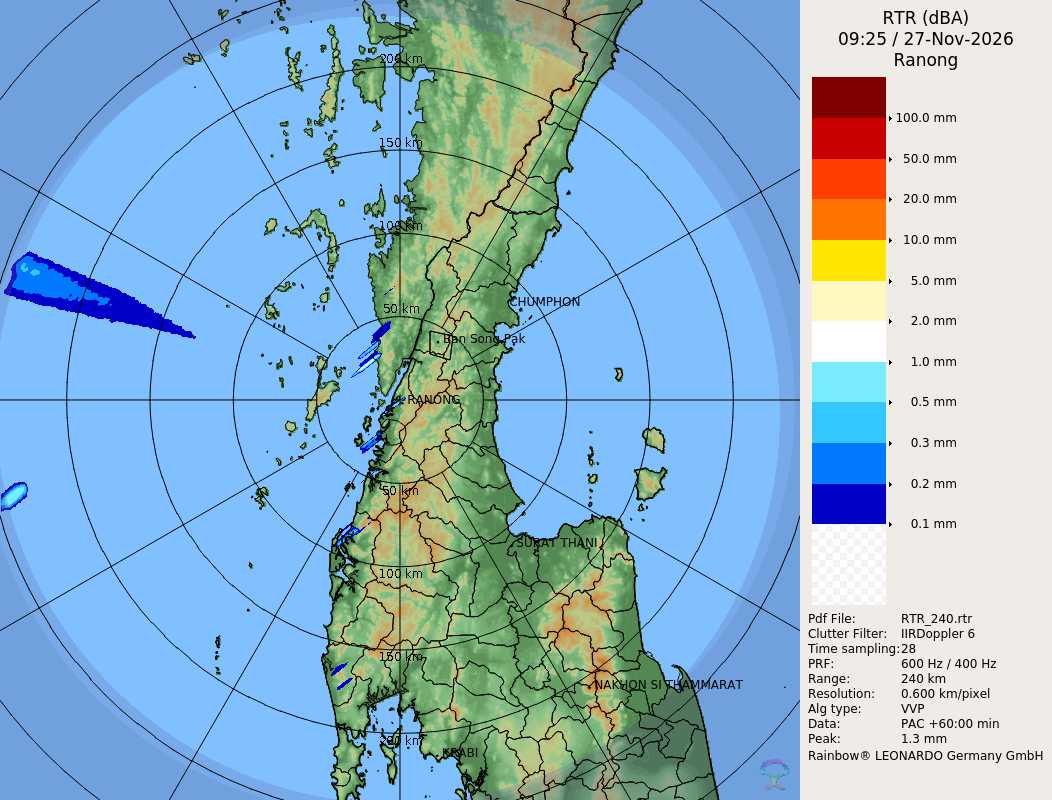 RTR (dBA)
09:25 / 27-Nov-2026
Ranong
100.0 mm
50.0 mm
20.0 mm
10.0 mm
5.0 mm
2.0 mm
1.0 mm
0.5 mm
0.3 mm
0.2 mm
0.1 mm
Pdf File: RTR_240.rtr
Clutter Filter: IIRDoppler 6
Time sampling:28
PRF: 600 Hz / 400 Hz
Range: 240 km
Resolution: 0.600 km/pixel
Alg type: VVP
Data: PAC +60:00 min
Peak: 1.3 mm
Rainbow® LEONARDO Germany GmbH
200 km
150 km
100 km
50 km
CHUMPHON
Ban Song Pak
RANONG
50 km
SURAT THANI
100 km
150 km
NAKHON SI THAMMARAT
200 km
KRABI